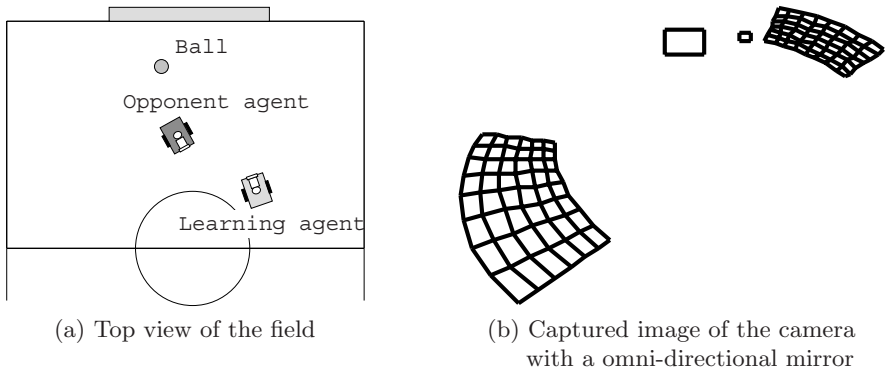 Ball
Opponent agent
Learning agent
(a) Top view of the field
(b) Captured image of the camera
with a omni-directional mirror